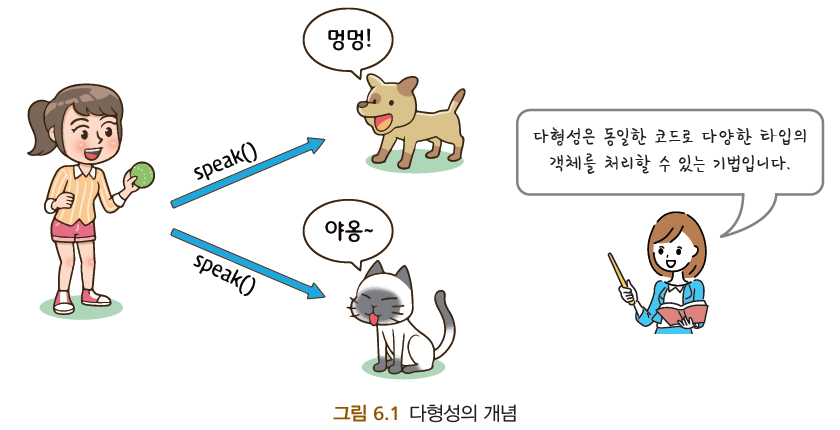 멍멍!
speak()
다형성은 동일한 코드로 다양한 타입의
객체를 처리할 수 있는 기법입니다.
야옹~
speak()
그림 6.1 다형성의 개념